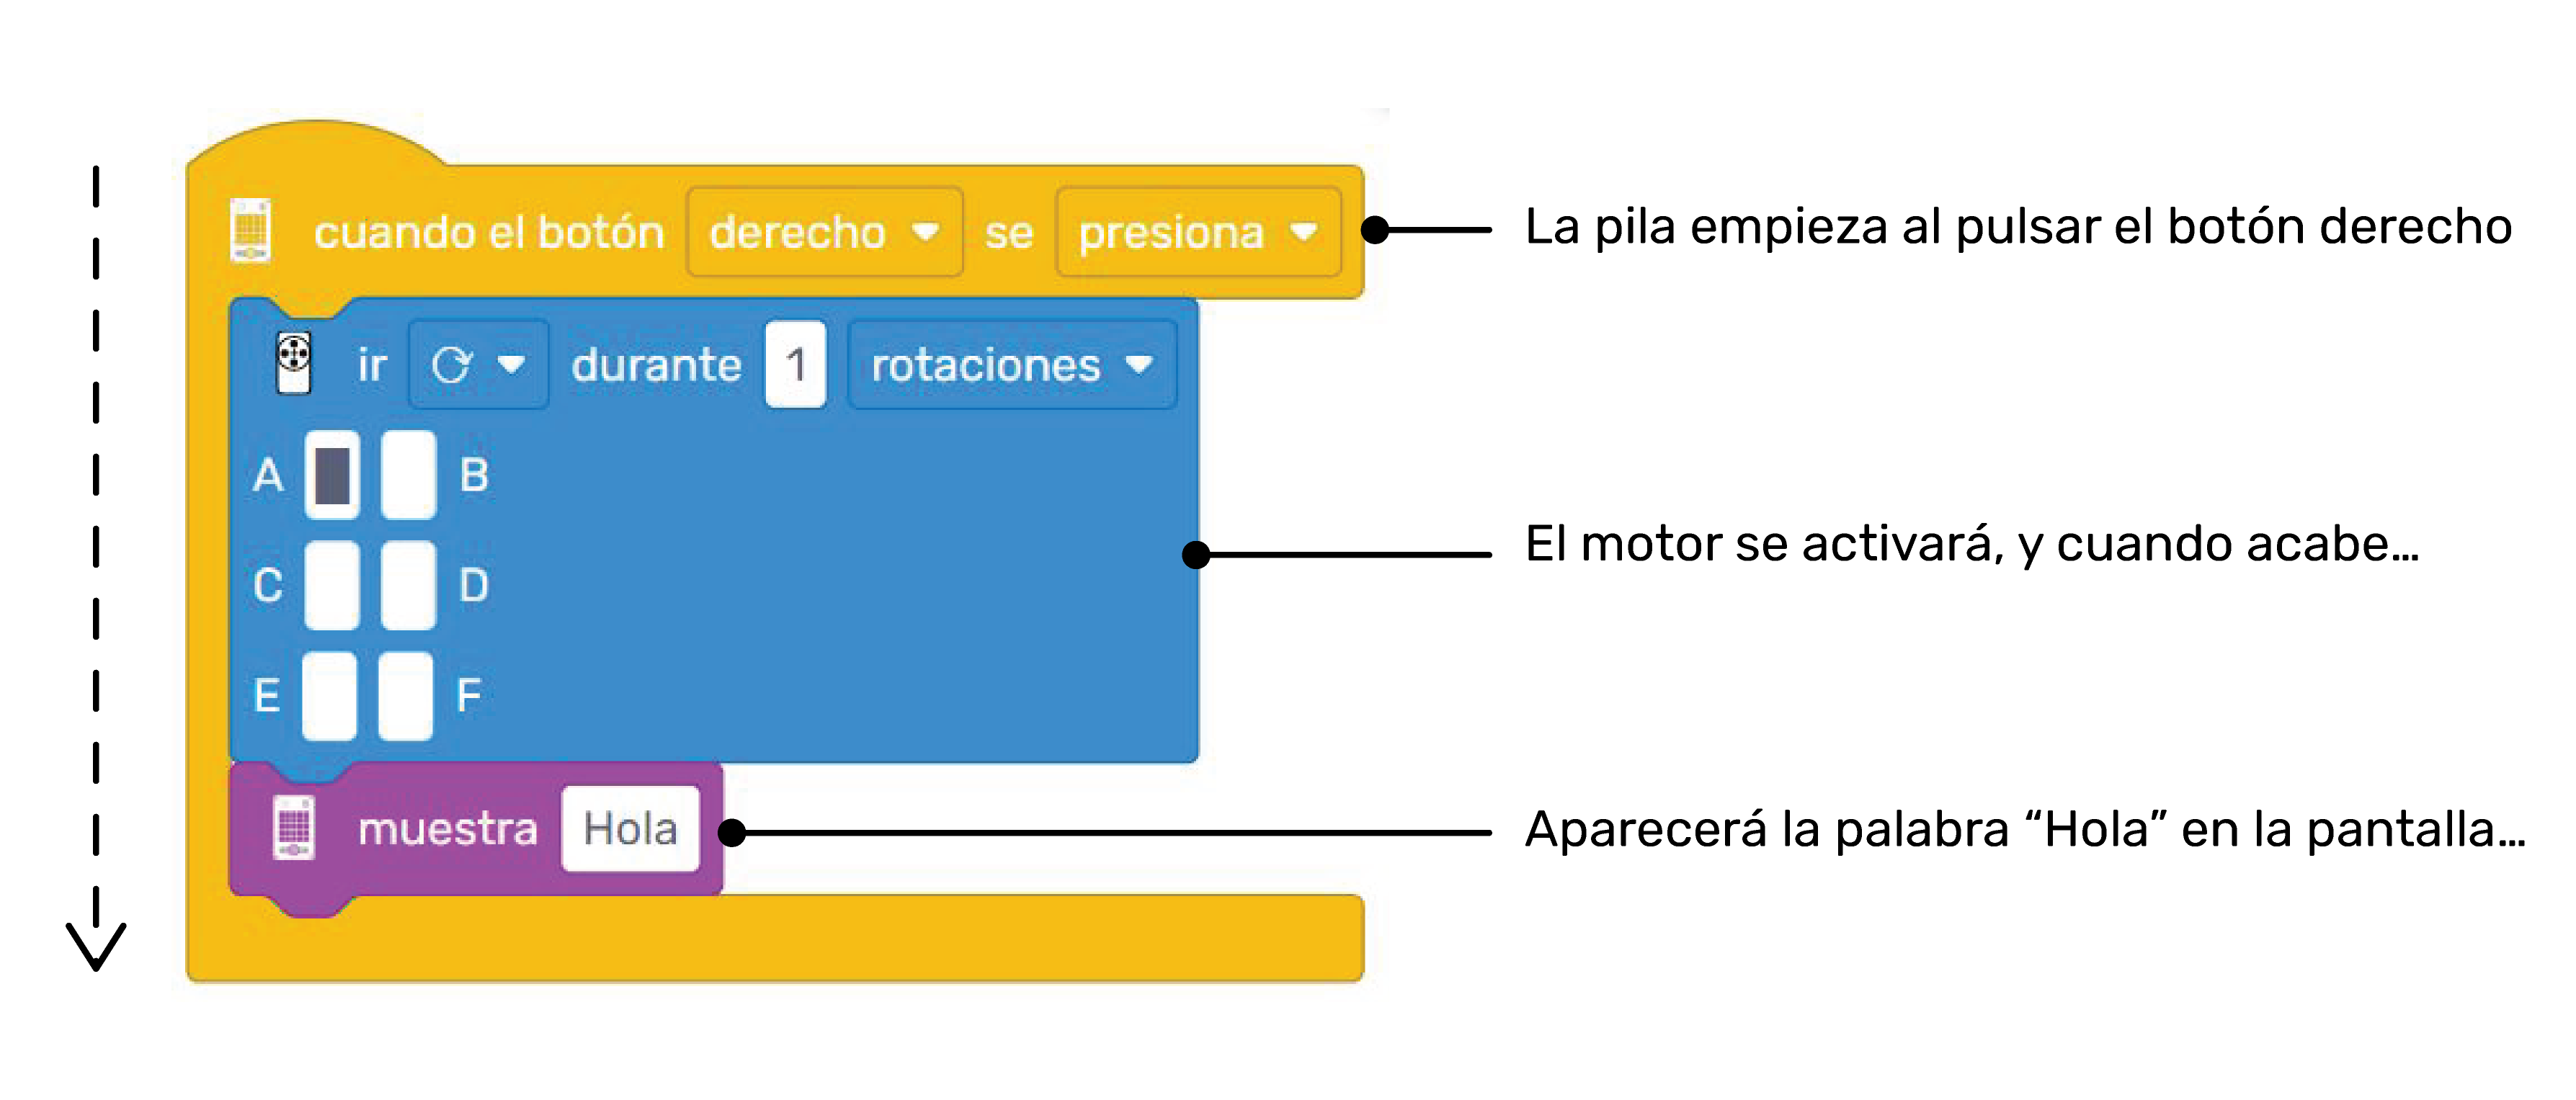 cuando el botón derecho se presiona
La pila empieza al pulsar el botón derecho
ir durante 1 rotaciones
A B
C D
E F
El motor se activará, y cuando acabe...
muestra Hola
Aparecerá la palabra “Hola” en la pantalla...